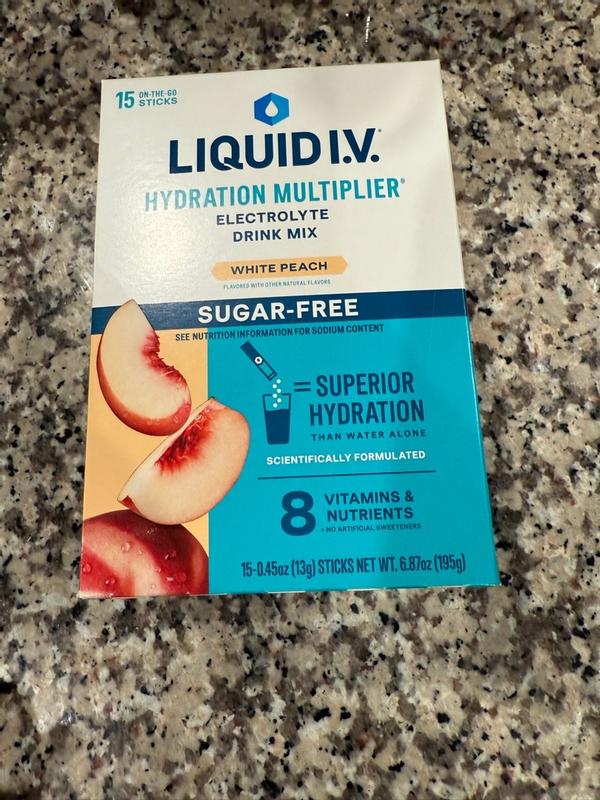 15 ON-THE-GO
STICKS
LIQUID I.V.®
HYDRATION MULTIPLIER®
ELECTROLYTE
DRINK MIX
WHITE PEACH
FLAVORED WITH OTHER NATURAL FLAVORS
SUGAR-FREE
SEE NUTRITION INFORMATION FOR SODIUM CONTENT
= SUPERIOR
HYDRATION
THAN WATER ALONE
SCIENTIFICALLY FORMULATED
8 VITAMINS &
NUTRIENTS
• NO ARTIFICIAL SWEETENERS
15-0.45oz (13g) STICKS NET WT. 6.87oz (195g)